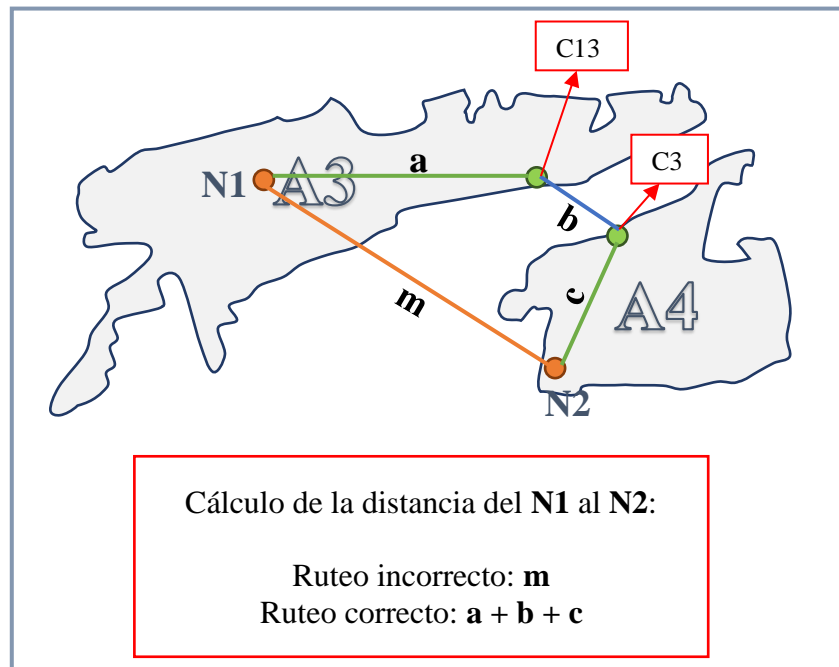 C13
C3
a
N1
A3
b
m
c
A4
N2
Cálculo de la distancia del N1 al N2:
Ruteo incorrecto: m
Ruteo correcto: a + b + c